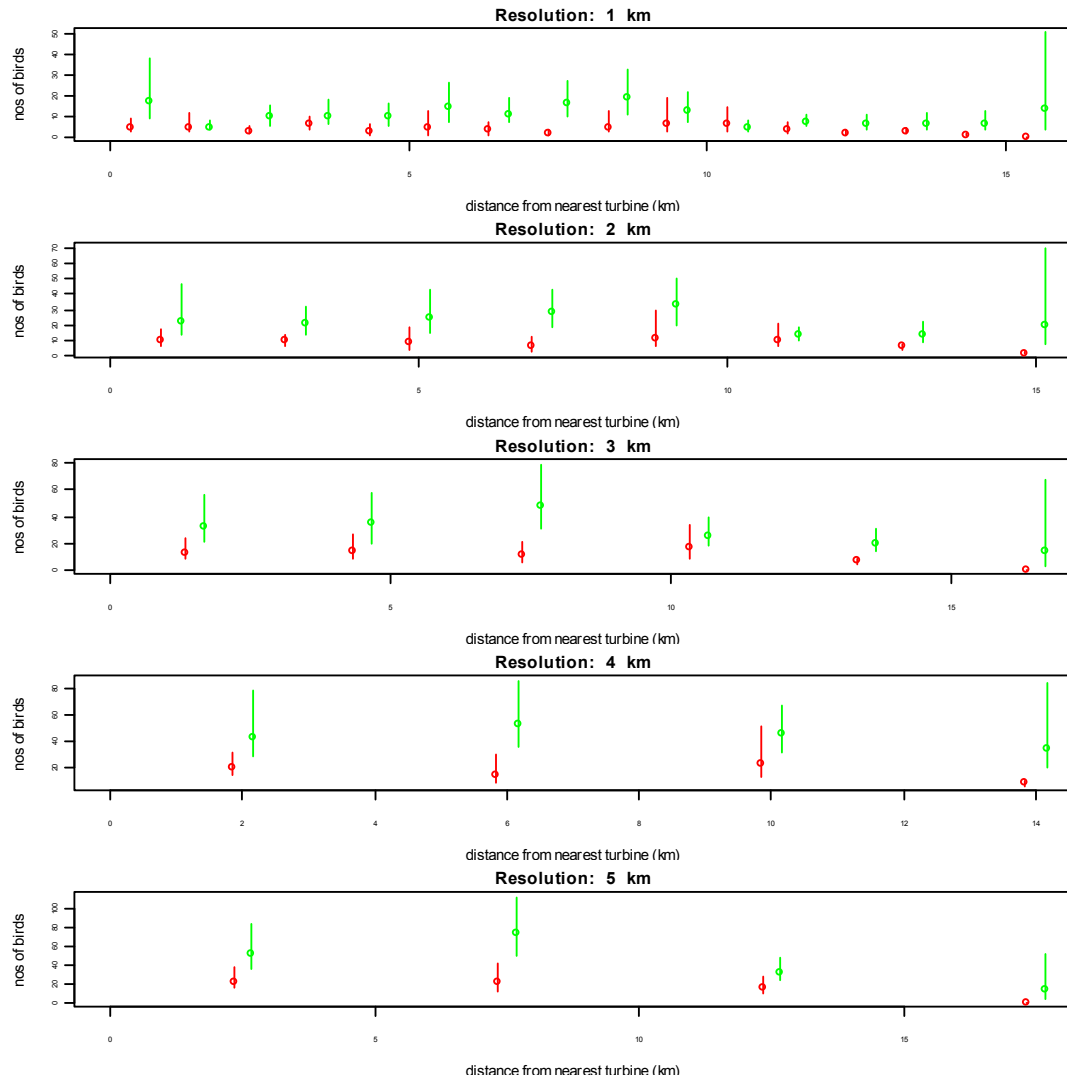 Resolution: 1 km
nos of birds
0 10 20 30 40 50
0 5 10 15
distance from nearest turbine (km)
Resolution: 2 km
nos of birds
0 10 20 30 40 50 60 70
0 5 10 15
distance from nearest turbine (km)
Resolution: 3 km
nos of birds
0 20 40 60 80
0 5 10 15
distance from nearest turbine (km)
Resolution: 4 km
nos of birds
20 40 60 80
0 2 4 6 8 10 12 14
distance from nearest turbine (km)
Resolution: 5 km
nos of birds
0 20 40 60 80 100
0 5 10 15
distance from nearest turbine (km)